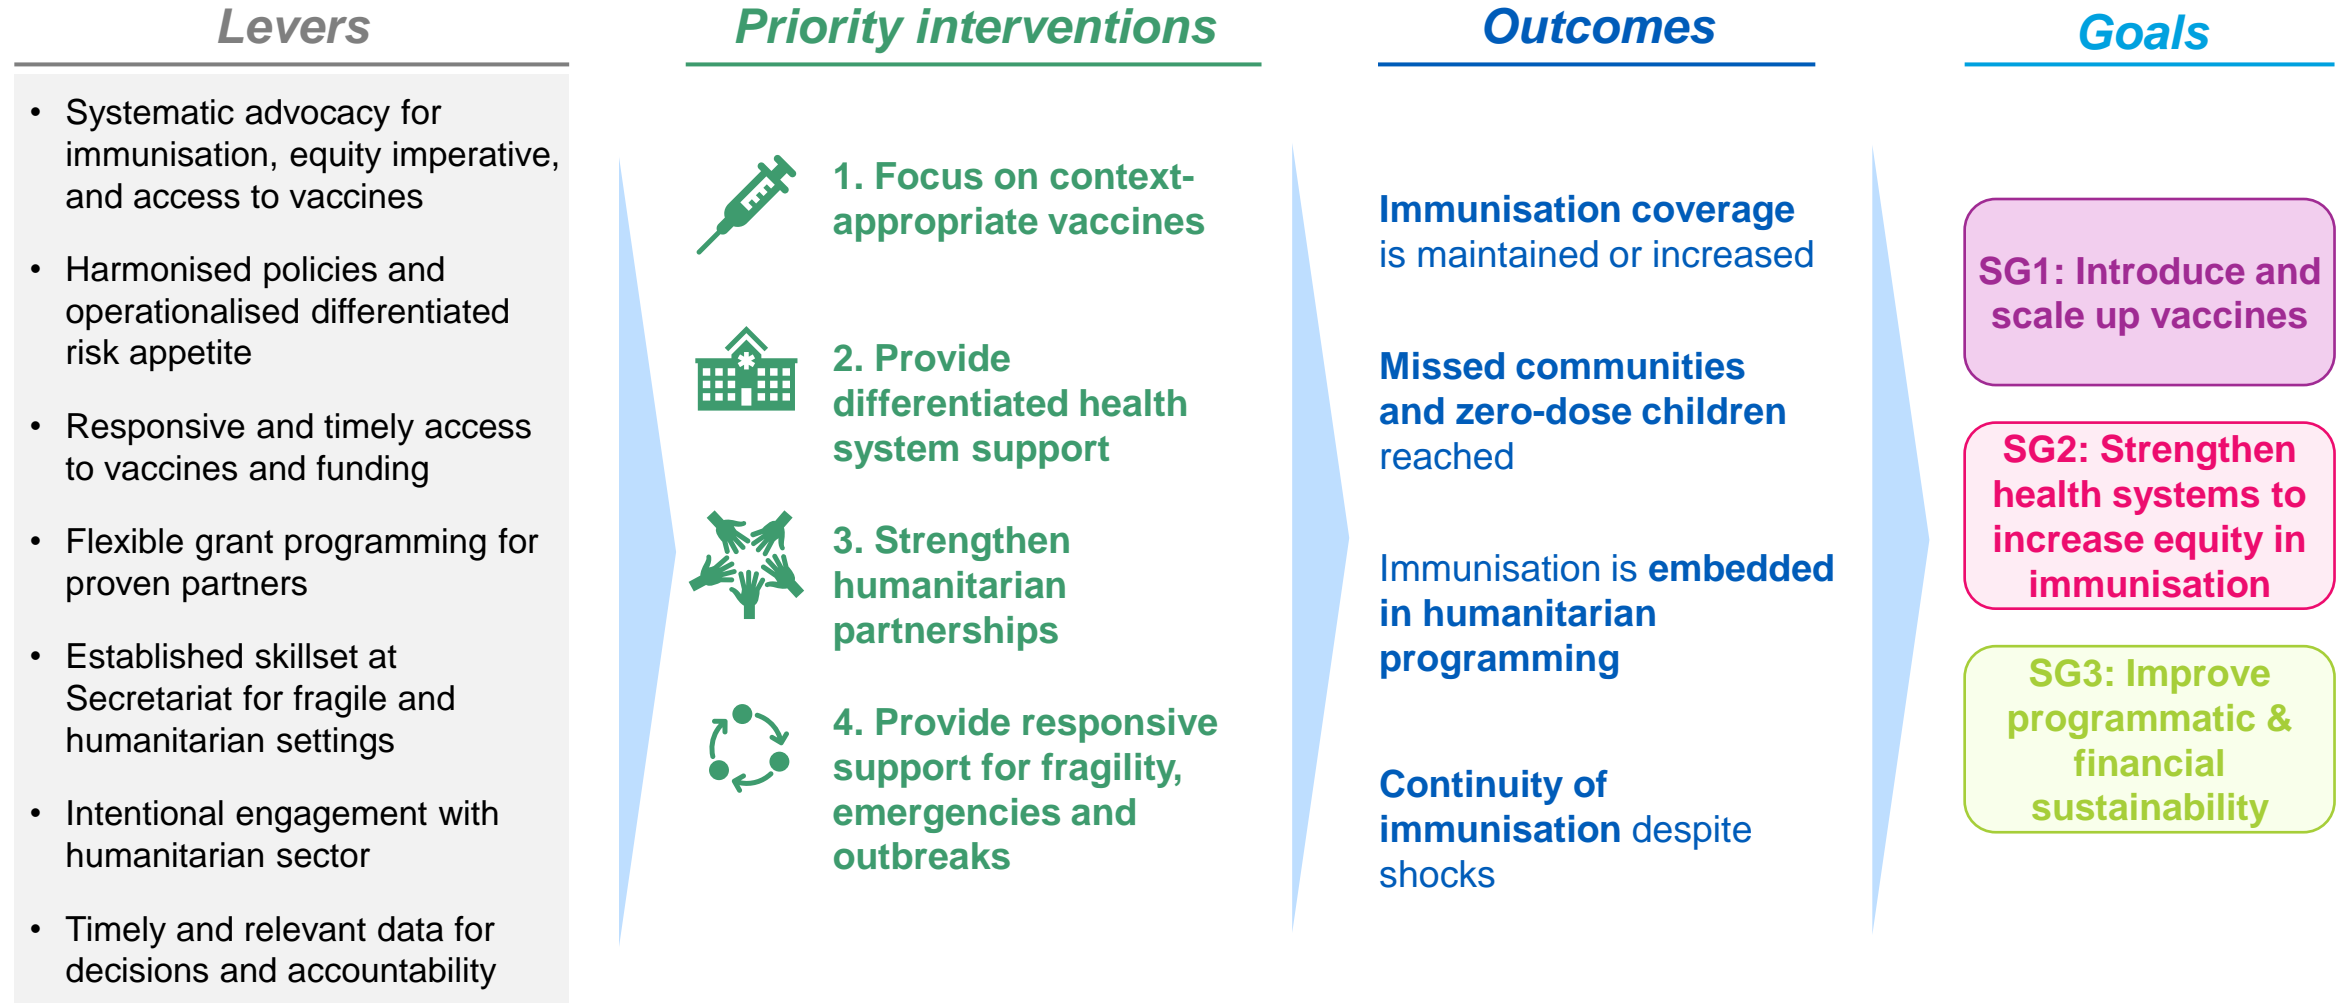 Levers
• Systematic advocacy for
immunisation, equity imperative,
and access to vaccines
• Harmonised policies and
operationalised differentiated
risk appetite
• Responsive and timely access
to vaccines and funding
• Flexible grant programming for
proven partners
• Established skillset at
Secretariat for fragile and
humanitarian settings
• Intentional engagement with
humanitarian sector
• Timely and relevant data for
decisions and accountability
Priority interventions
1. Focus on context-
appropriate vaccines
2. Provide
differentiated health
system support
3. Strengthen
humanitarian
partnerships
4. Provide responsive
support for fragility,
emergencies and
outbreaks
Outcomes
Immunisation coverage
is maintained or increased
Missed communities
and zero-dose children
reached
Immunisation is embedded
in humanitarian
programming
Continuity of
immunisation despite
shocks
Goals
SG1: Introduce and
scale up vaccines
SG2: Strengthen
health systems to
increase equity in
immunisation
SG3: Improve
programmatic &
financial
sustainability